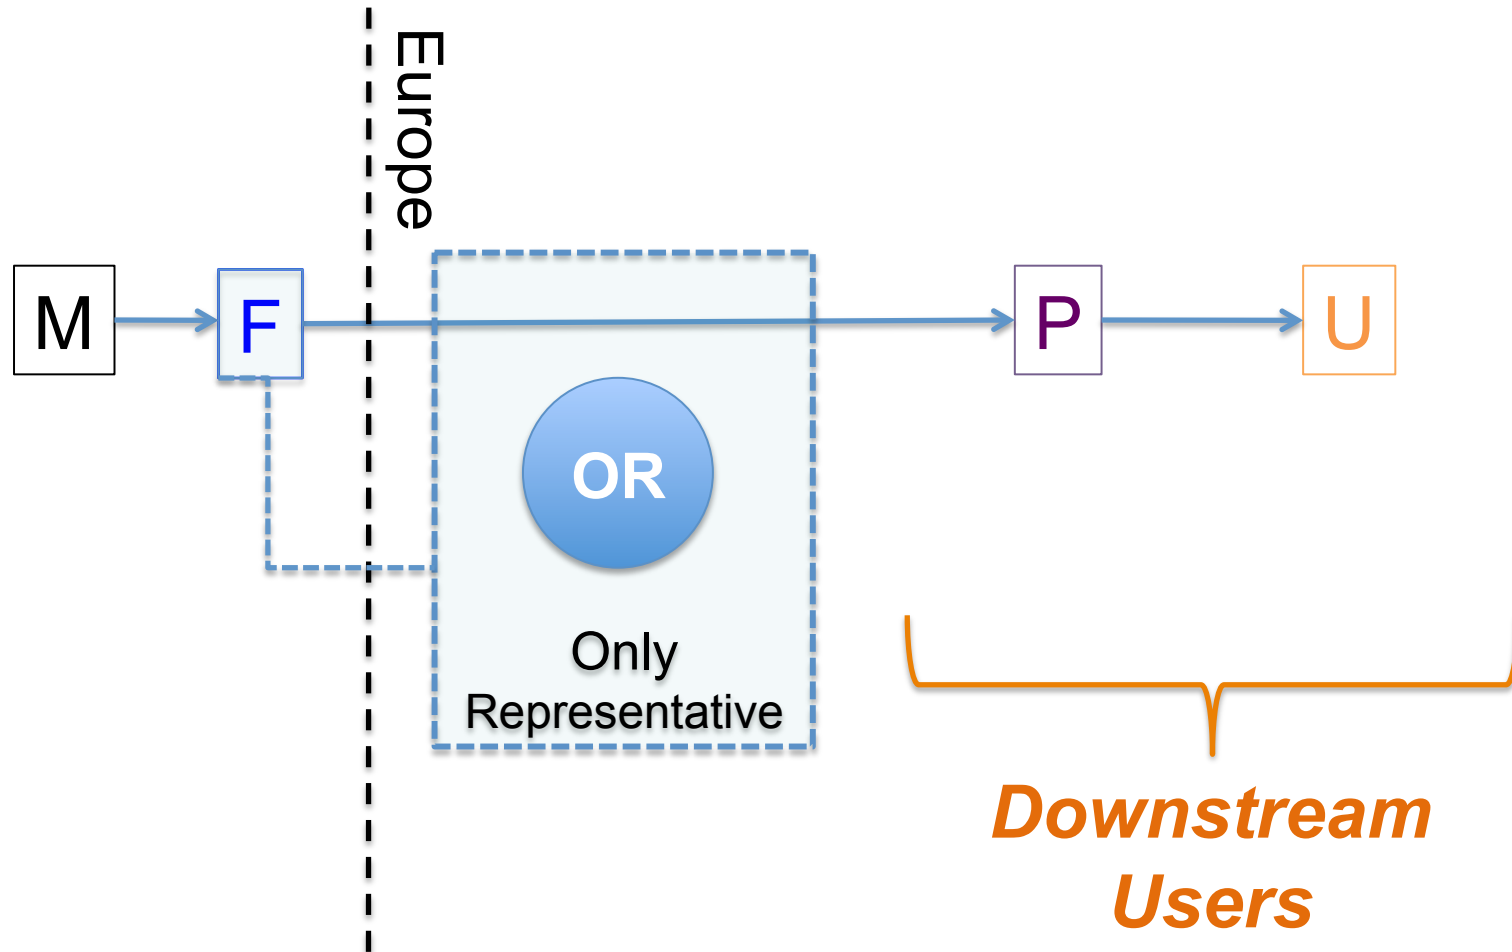 Europe
M
F
P
U
OR
Only
Representative
Downstream
Users